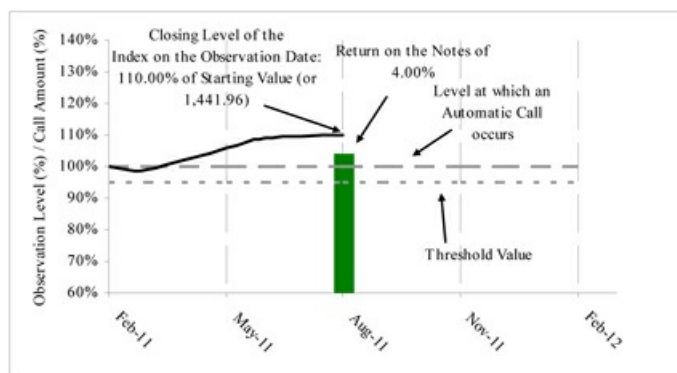 140%
130%
120%
110%
100%
90%
80%
70%
60%
Observation Level (%) / Call Amount (%)
Closing Level of the
Index on the Observation Date:
110.00% of Starting Value (or
1,441.96)
Return on the Notes of
4.00%
Level at which an
Automatic Call
occurs
Threshold Value
Feb-11
May-11
Aug-11
Nov-11
Feb-12